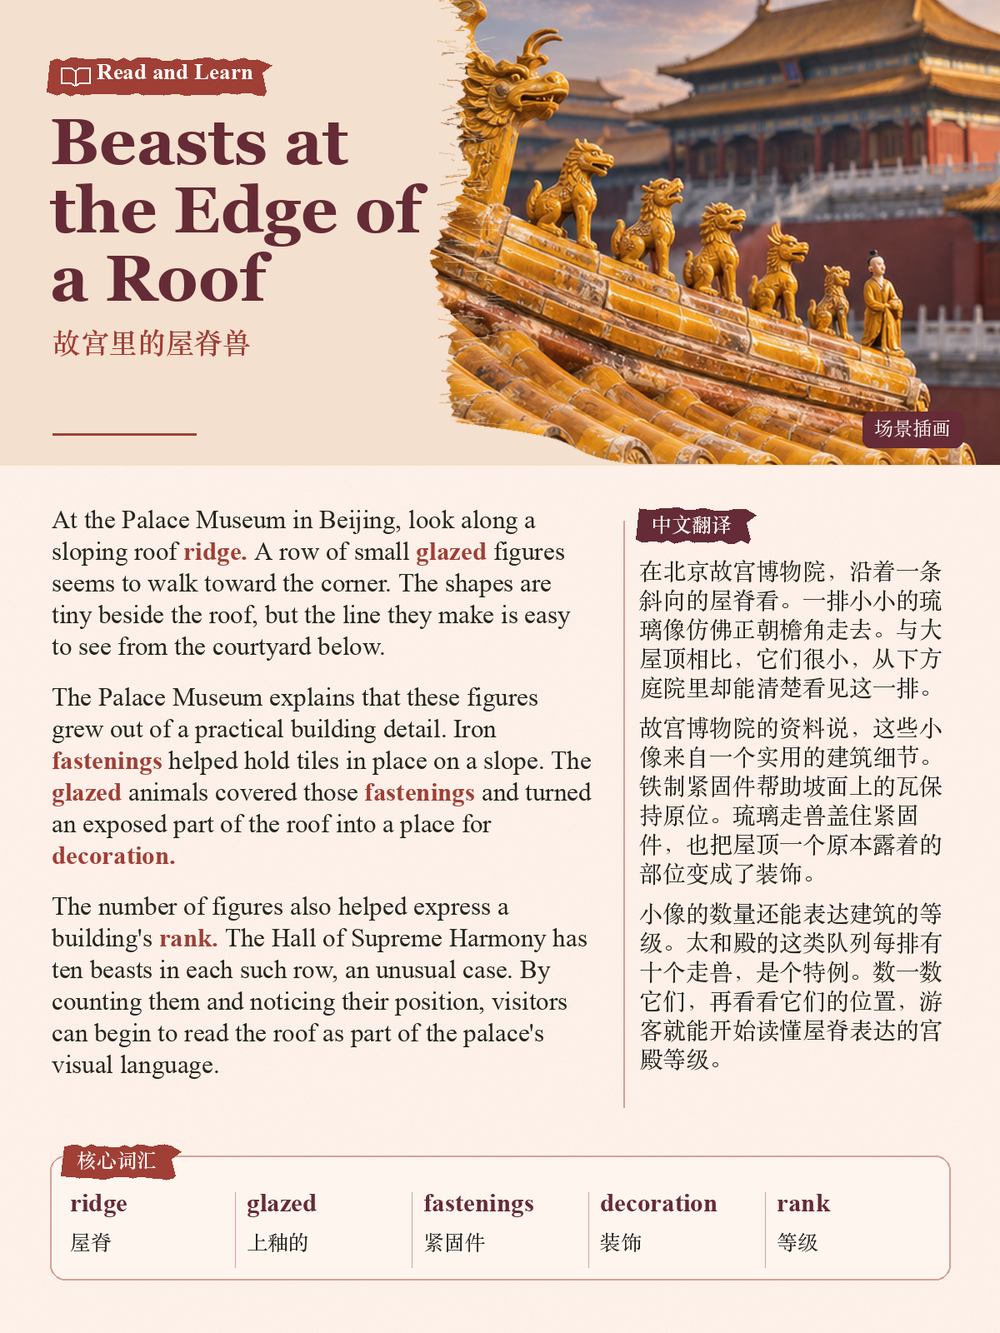 Read and Learn
Beasts at
the Edge of
a Roof
故宫里的屋脊兽
场景插画
At the Palace Museum in Beijing, look along a
sloping roof ridge. A row of small glazed figures
seems to walk toward the corner. The shapes are
tiny beside the roof, but the line they make is easy
to see from the courtyard below.
The Palace Museum explains that these figures
grew out of a practical building detail. Iron
fastenings helped hold tiles in place on a slope. The
glazed animals covered those fastenings and turned
an exposed part of the roof into a place for
decoration.
The number of figures also helped express a
building's rank. The Hall of Supreme Harmony has
ten beasts in each such row, an unusual case. By
counting them and noticing their position, visitors
can begin to read the roof as part of the palace's
visual language.
中文翻译
在北京故宫博物院，沿着一条
斜向的屋脊看。一排小小的琉
璃像仿佛正朝檐角走去。与大
屋顶相比，它们很小，从下方
庭院里却能清楚看见这一排。
故宫博物院的资料说，这些小
像来自一个实用的建筑细节。
铁制紧固件帮助坡面上的瓦保
持原位。琉璃走兽盖住紧固
件，也把屋顶一个原本露着的
部位变成了装饰。
小像的数量还能表达建筑的等
级。太和殿的这类队列每排有
十个走兽，是个特例。数一数
它们，再看看它们的位置，游
客就能开始读懂屋脊表达的宫
殿等级。
核心词汇
ridge
屋脊
glazed
上釉的
fastenings
紧固件
decoration
装饰
rank
等级